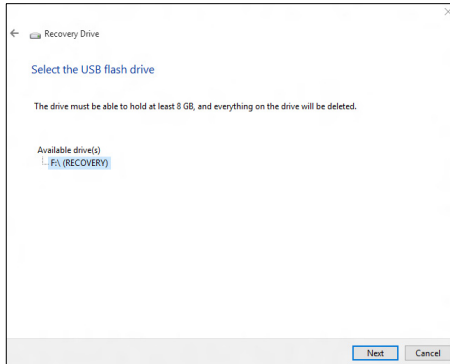 Recovery Drive
Select the USB flash drive
The drive must be able to hold at least 8 GB, and everything on the drive will be deleted.
Available drive(s)
F:\ (RECOVERY)
Next Cancel